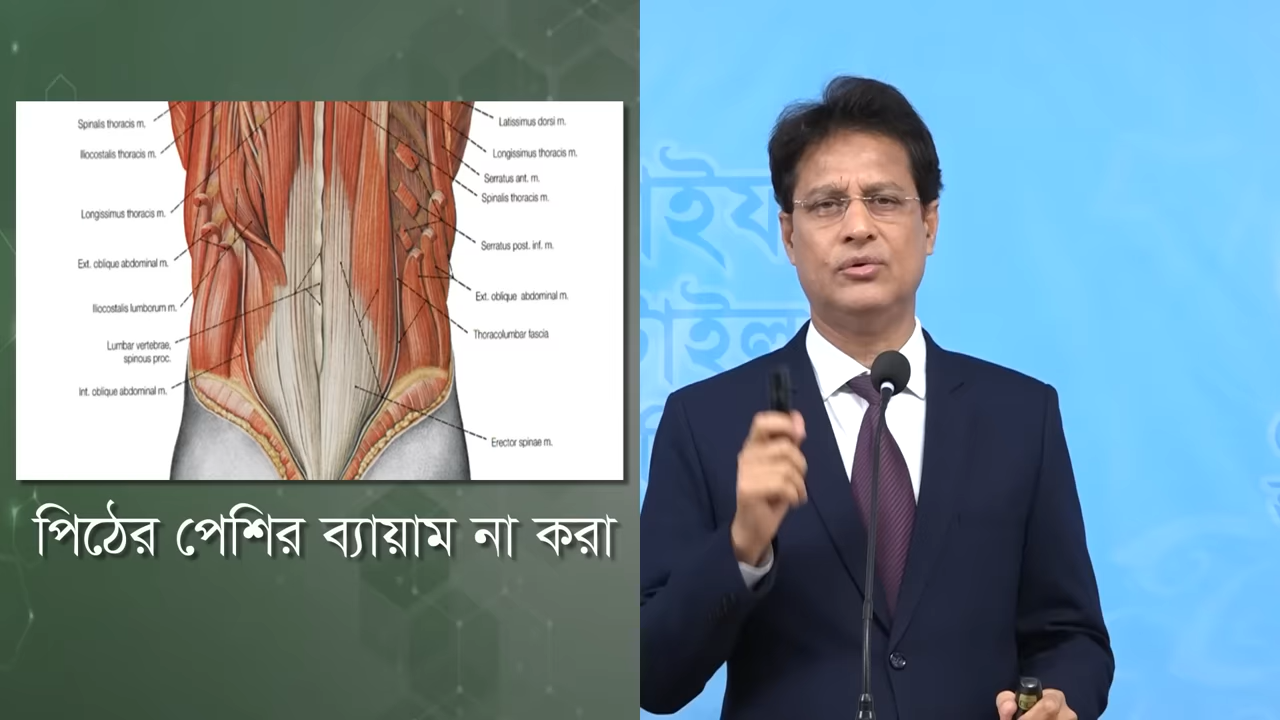 Spinalis thoracis m.
Iliocostalis thoracis m.
Longissimus thoracis m.
Ext. oblique abdominal m.
Iliocostalis lumborum m.
Lumbar vertebrae,
spinous proc.
Int. oblique abdominal m.
Latissimus dorsi m.
Longissimus thoracis m.
Serratus ant. m.
Spinalis thoracis m.
Serratus post. inf. m.
Ext. oblique abdominal m.
Thoracolumbar fascia
Erector spinae m.
পিঠের পেশির ব্যায়াম না করা